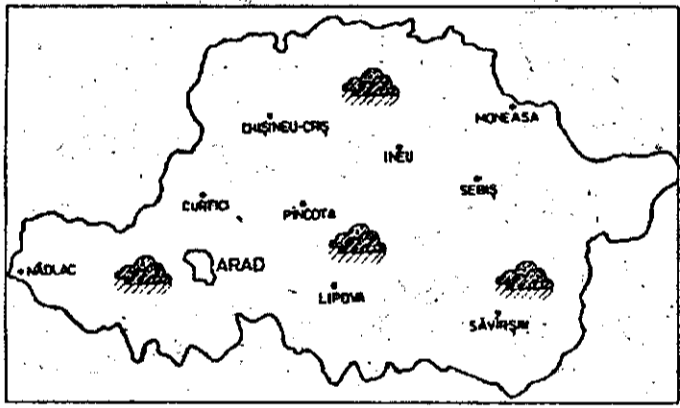 CHIȘINEU-CRIȘ
MONEASA
INEU
SEBIȘ
CURTICI
PÎNCOTA
NĂDLAC
ARAD
LIPOVA
SĂVÎRȘIN